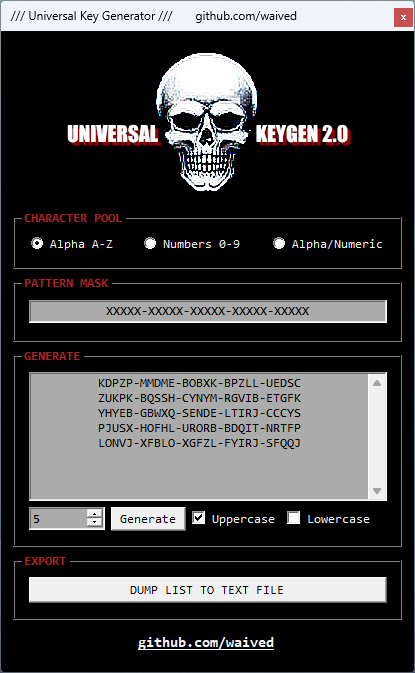 /// Universal Key Generator /// github.com/waived x
UNIVERSAL KEYGEN 2.0
CHARACTER POOL
Alpha A-Z Numbers 0-9 Alpha/Numeric
PATTERN MASK
XXXXX-XXXXX-XXXXX-XXXXX-XXXXX
GENERATE
KDPZP-MMDME-BOBXK-BPZLL-UEDSC
ZUKPK-BQSSH-CYNYM-RGVIB-ETGFK
YHYEB-GBWXQ-SENDE-LTIRJ-CCCYS
PJUSX-HOFHL-URORB-BDQIT-NRTFP
LONVJ-XFBLO-XGFZL-FYIRJ-SFQQJ
5 Generate Uppercase Lowercase
EXPORT
DUMP LIST TO TEXT FILE
github.com/waived